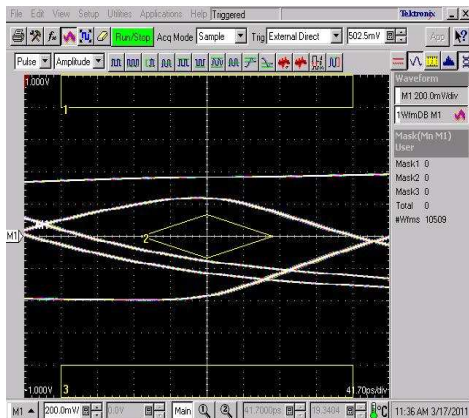 File Edit View Setup Utilities Applications Help Triggered Tektronix
Run/Stop Acq Mode Sample Trig External Direct 502.5mV App
Pulse Amplitude
1.000V
1
Waveform
M1 200.0mV/div
1WfmDB M1
Mask(Mn M1)
User
Mask1 0
Mask2 0
Mask3 0
Total 0
#Wfms 10509
2
M1
3
-1.000V
41.70ps/div
M1 200.0mV 0.0V Main 41.7000ps 19.3404 °C 11:36 AM 3/17/2011